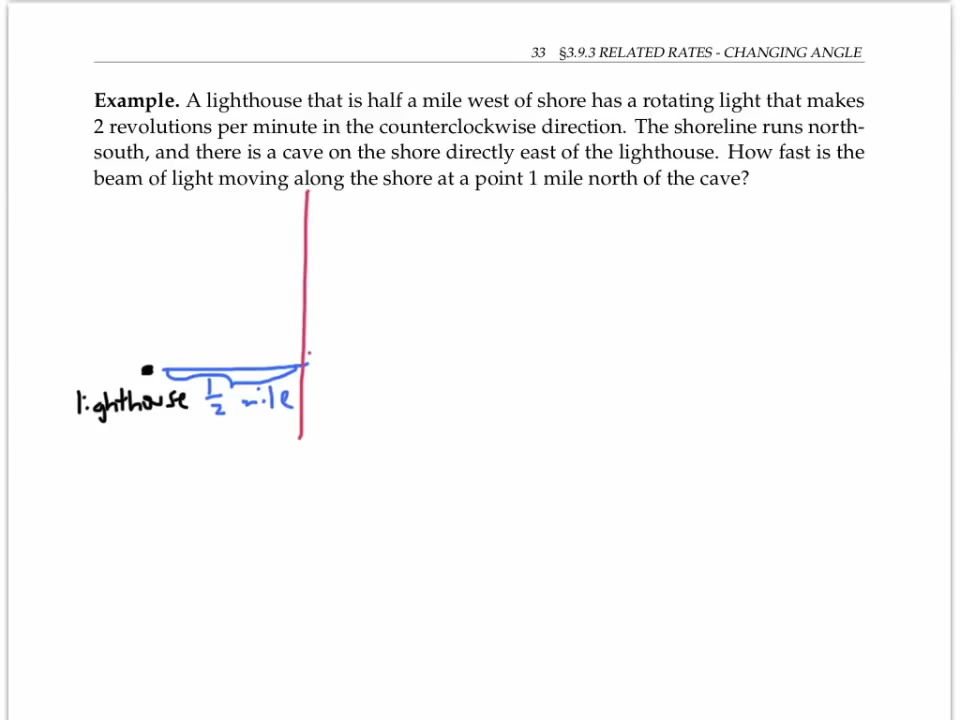 33 §3.9.3 RELATED RATES - CHANGING ANGLE
Example. A lighthouse that is half a mile west of shore has a rotating light that makes
2 revolutions per minute in the counterclockwise direction. The shoreline runs north-
south, and there is a cave on the shore directly east of the lighthouse. How fast is the
beam of light moving along the shore at a point 1 mile north of the cave?
lighthouse 1/2 mile